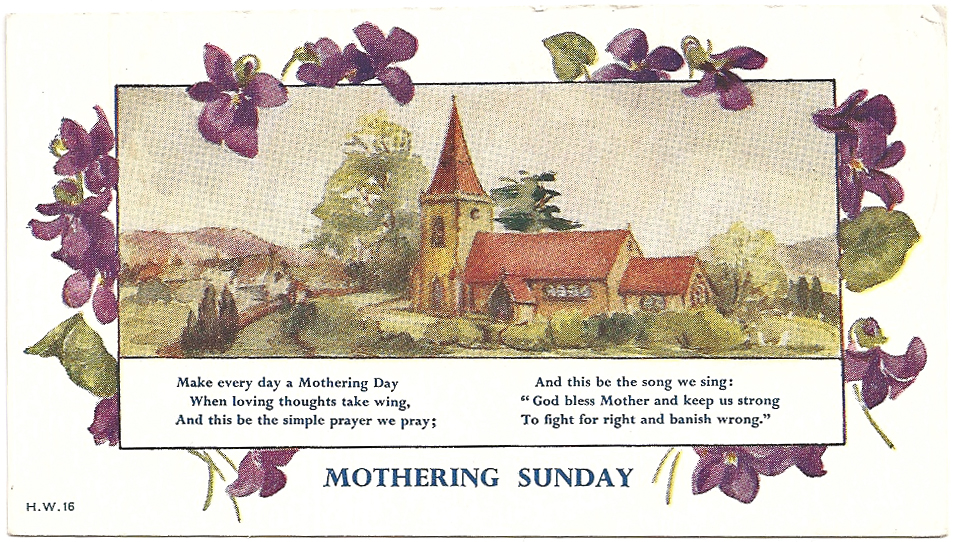 Make every day a Mothering Day
When loving thoughts take wing,
And this be the simple prayer we pray;
And this be the song we sing:
“God bless Mother and keep us strong
To fight for right and banish wrong.”
MOTHERING SUNDAY
H.W.16